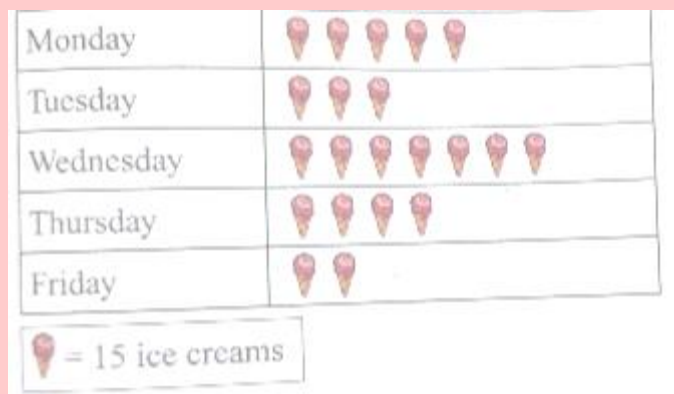 Monday
Tuesday
Wednesday
Thursday
Friday
= 15 ice creams